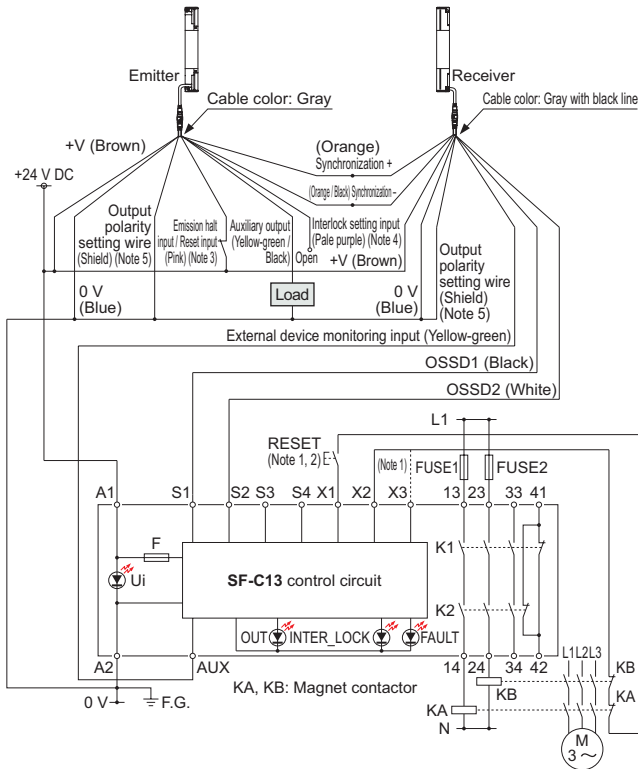 Emitter
Receiver
Cable color: Gray
Cable color: Gray with black line
+V (Brown)
(Orange)
Synchronization +
+24 V DC
(Orange / Black) Synchronization –
Output
polarity
setting wire
(Shield) (Note 5)
Emission halt
input / Reset input
(Pink) (Note 3)
Auxiliary output
(Yellow-green /
Black)
Interlock setting input
(Pale purple) (Note 4)
Open
+V (Brown)
Output
polarity
setting wire
(Shield)
(Note 5)
0 V
(Blue)
Load
0 V
(Blue)
External device monitoring input (Yellow-green)
OSSD1 (Black)
OSSD2 (White)
L1
RESET
(Note 1, 2)
(Note 1)
FUSE1
FUSE2
A1
S1
S2
S3
S4
X1
X2
X3
13
23
33
41
F
K1
Ui
SF-C13 control circuit
K2
OUT
INTER_LOCK
FAULT
A2
AUX
14
24
34
42
L1
L2
L3
KB
KA, KB: Magnet contactor
KB
KA
KA
0 V
F.G.
N
M
3 ~